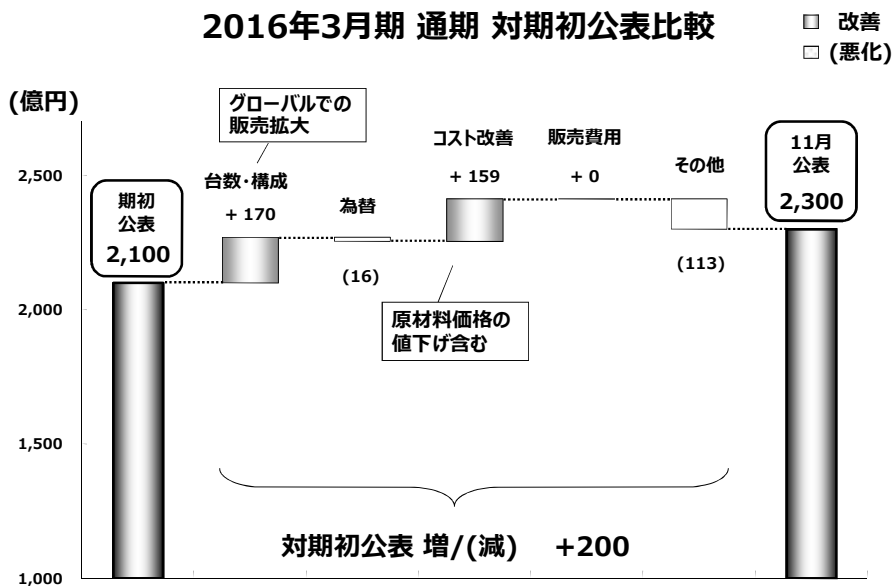 2016年3月期 通期 対期初公表比較
改善
(悪化)
(億円)
グローバルでの
販売拡大
台数・構成
+ 170
為替
(16)
コスト改善
+ 159
販売費用
+ 0
その他
(113)
期初
公表
2,100
11月
公表
2,300
原材料価格の
値下げ含む
2,500
2,000
1,500
1,000
対期初公表 増/(減) +200